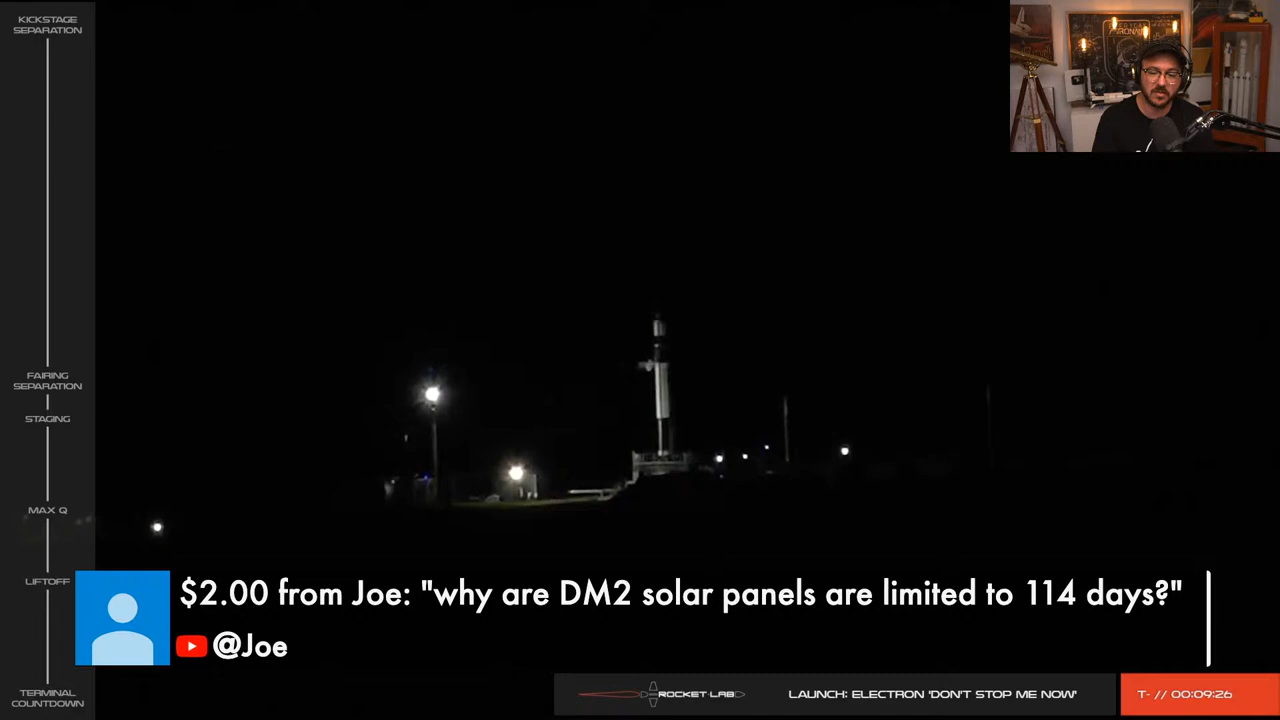 KICKSTAGE
SEPARATION
FAIRING
SEPARATION
STAGING
MAX Q
LIFTOFF
$2.00 from Joe: "why are DM2 solar panels are limited to 114 days?"
@Joe
TERMINAL
COUNTDOWN
ROCKET LAB
LAUNCH: ELECTRON 'DON'T STOP ME NOW'
T- // 00:09:26